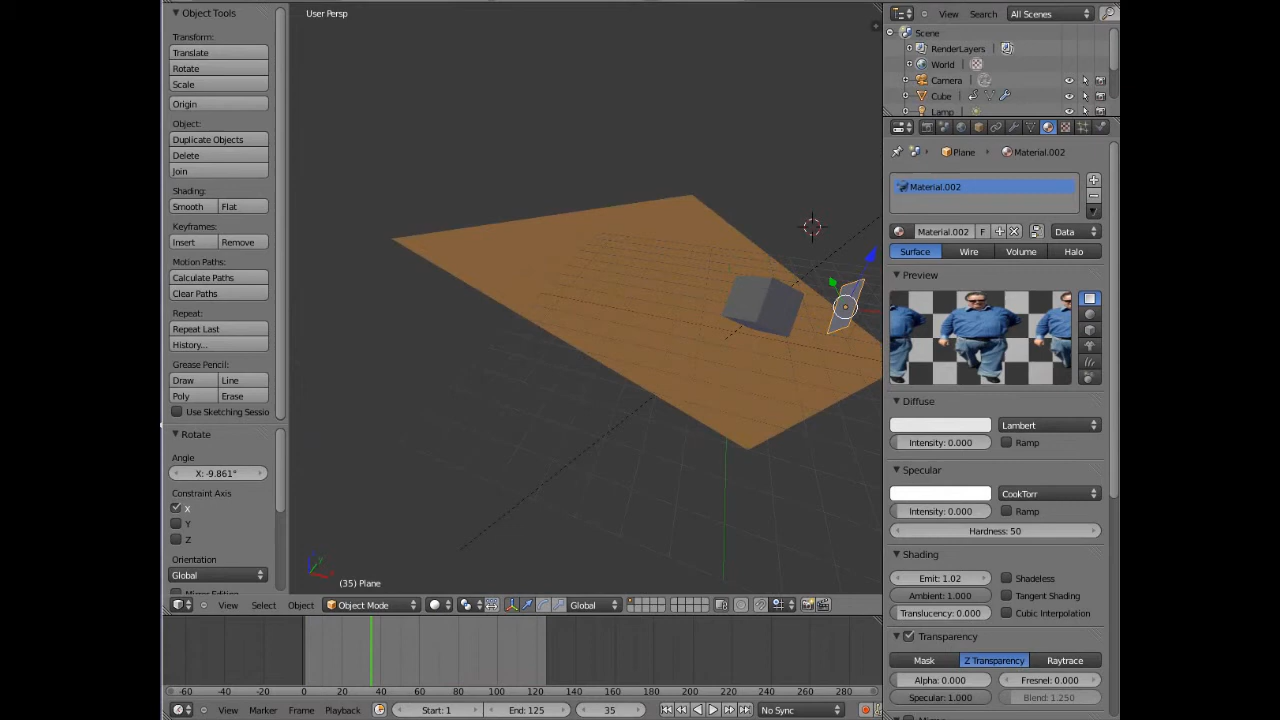 Object Tools
Transform:
Translate
Rotate
Scale
Origin
Object:
Duplicate Objects
Delete
Join
Shading:
Smooth Flat
Keyframes:
Insert Remove
Motion Paths:
Calculate Paths
Clear Paths
Repeat:
Repeat Last
History...
Grease Pencil:
Draw Line
Poly Erase
Use Sketching Sessio
Rotate
Angle
X: -9.861°
Constraint Axis
X
Y
Z
Orientation
Global
User Persp
(35) Plane
View Select Object Object Mode Global
-60 -40 -20 0 20 40 60 80 100 120 140 160 180 200 220 240 260 280
View Marker Frame Playback Start: 1 End: 125 35 No Sync
View Search All Scenes
Scene
RenderLayers
World
Camera
Cube
Lamp
Plane Material.002
Material.002
Material.002 F Data
Surface Wire Volume Halo
Preview
Diffuse
Lambert
Intensity: 0.000 Ramp
Specular
CookTorr
Intensity: 0.000 Ramp
Hardness: 50
Shading
Emit: 1.02 Shadeless
Ambient: 1.000 Tangent Shading
Translucency: 0.000 Cubic Interpolation
Transparency
Mask Z Transparency Raytrace
Alpha: 0.000 Fresnel: 0.000
Specular: 1.000 Blend: 1.250